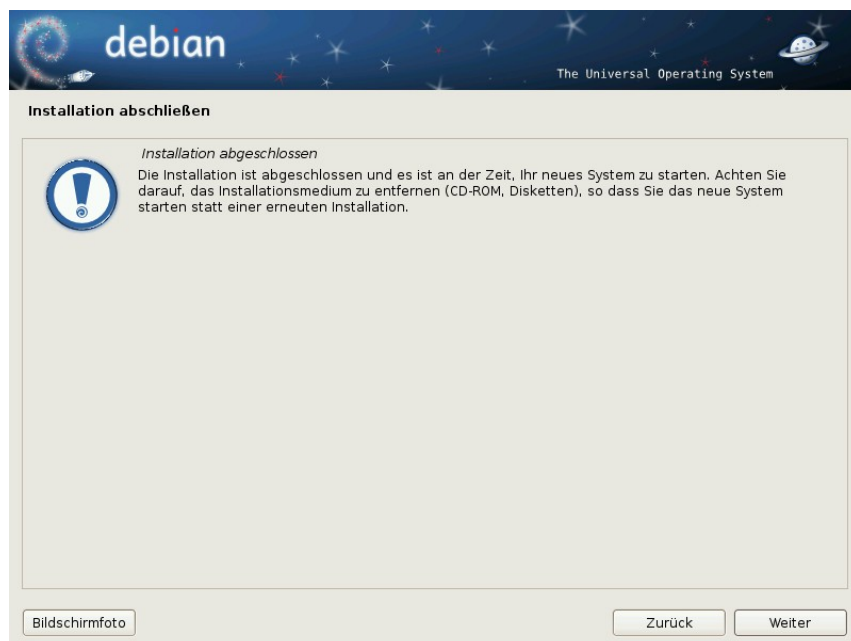 debian
The Universal Operating System
Installation abschließen
Installation abgeschlossen
Die Installation ist abgeschlossen und es ist an der Zeit, Ihr neues System zu starten. Achten Sie
darauf, das Installationsmedium zu entfernen (CD-ROM, Disketten), so dass Sie das neue System
starten statt einer erneuten Installation.
Bildschirmfoto
Zurück
Weiter